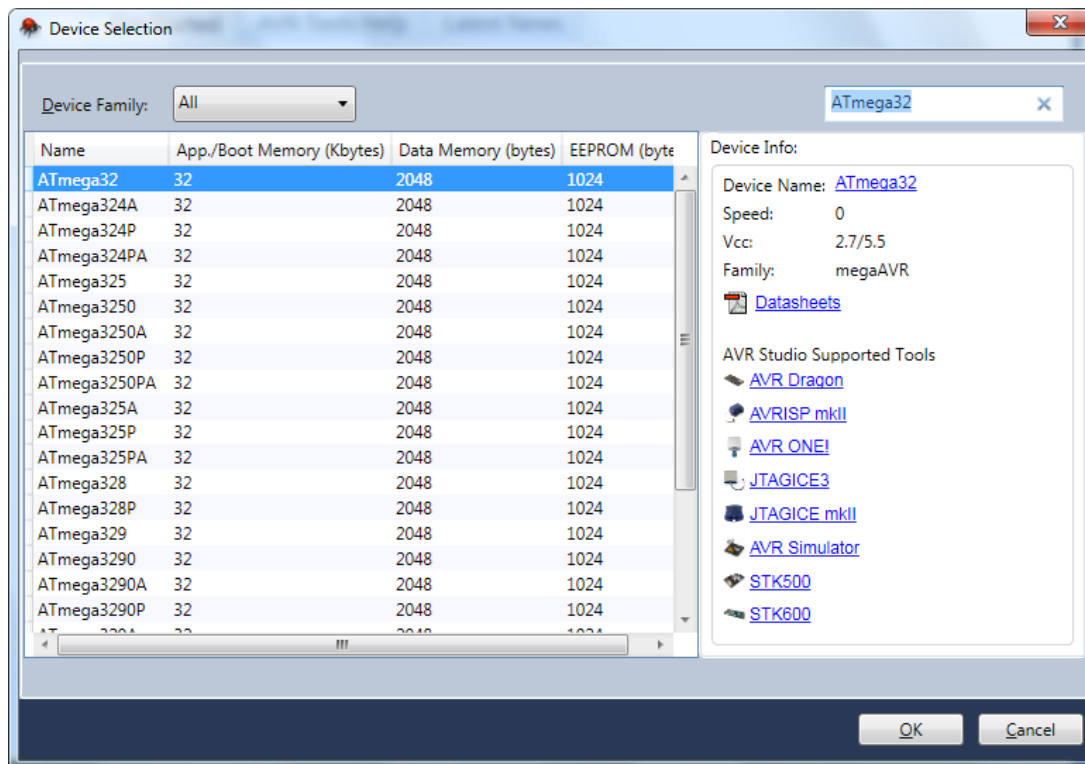 Device Selection
Device Family: All ATmega32
Name App./Boot Memory (Kbytes) Data Memory (bytes) EEPROM (byte
ATmega32 32 2048 1024
ATmega324A 32 2048 1024
ATmega324P 32 2048 1024
ATmega324PA 32 2048 1024
ATmega325 32 2048 1024
ATmega3250 32 2048 1024
ATmega3250A 32 2048 1024
ATmega3250P 32 2048 1024
ATmega3250PA 32 2048 1024
ATmega325A 32 2048 1024
ATmega325P 32 2048 1024
ATmega325PA 32 2048 1024
ATmega328 32 2048 1024
ATmega328P 32 2048 1024
ATmega329 32 2048 1024
ATmega3290 32 2048 1024
ATmega3290A 32 2048 1024
ATmega3290P 32 2048 1024
Device Info:
Device Name: ATmega32
Speed: 0
Vcc: 2.7/5.5
Family: megaAVR
Datasheets
AVR Studio Supported Tools
AVR Dragon
AVRISP mkII
AVR ONE!
JTAGICE3
JTAGICE mkII
AVR Simulator
STK500
STK600
OK Cancel